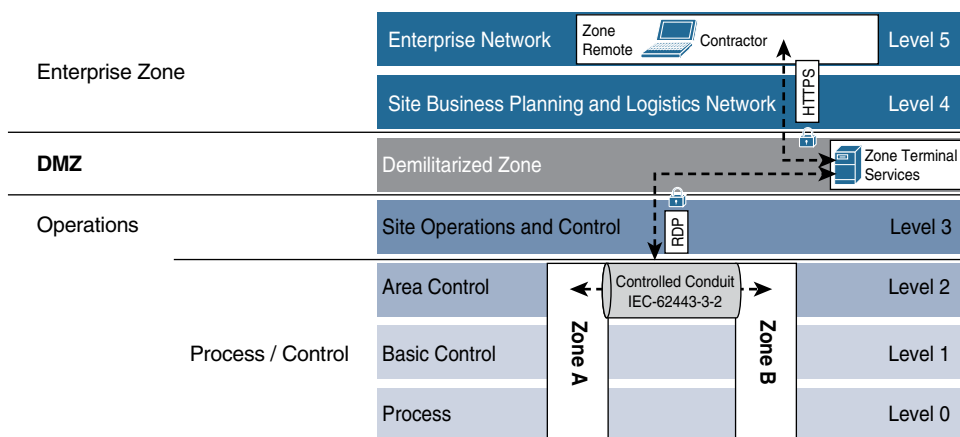 Enterprise Network
Zone
Remote
Contractor
Level 5
Enterprise Zone
HTTPS
Site Business Planning and Logistics Network
Level 4
DMZ
Demilitarized Zone
Zone Terminal
Services
Operations
Site Operations and Control
RDP
Level 3
Area Control
Controlled Conduit
IEC-62443-3-2
Level 2
Zone A
Zone B
Process / Control
Basic Control
Level 1
Process
Level 0